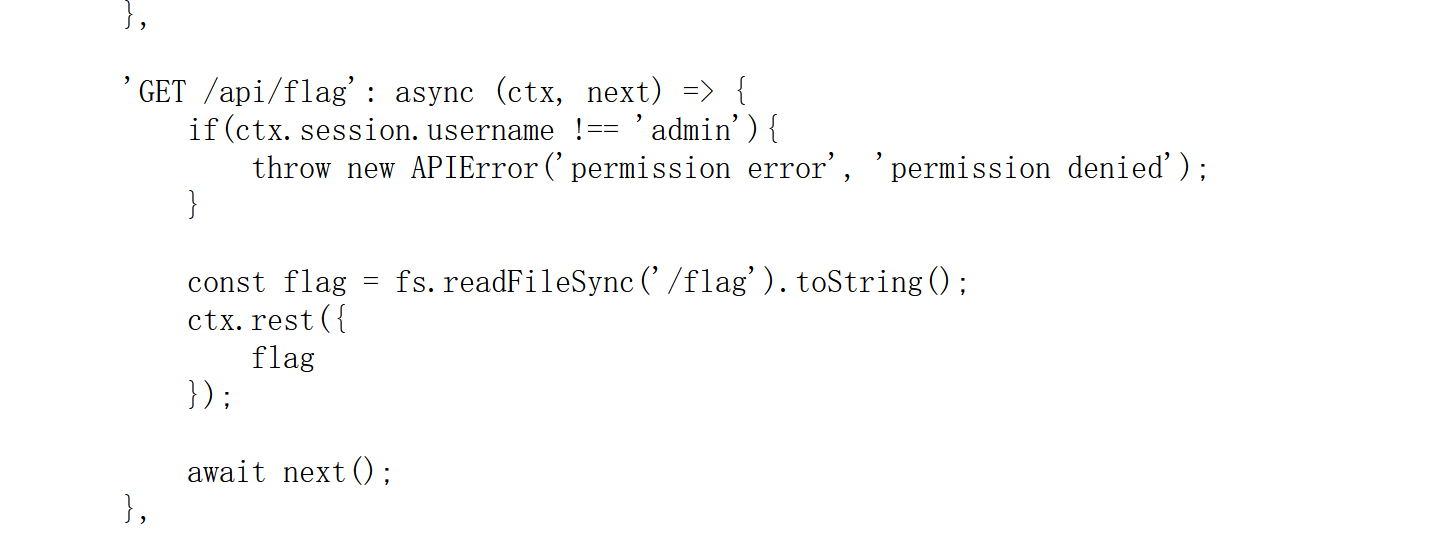 },
'GET /api/flag': async (ctx, next) => {
if(ctx.session.username !== 'admin'){
throw new APIError('permission error', 'permission denied');
}
const flag = fs.readFileSync('/flag').toString();
ctx.rest({
flag
});
await next();
},